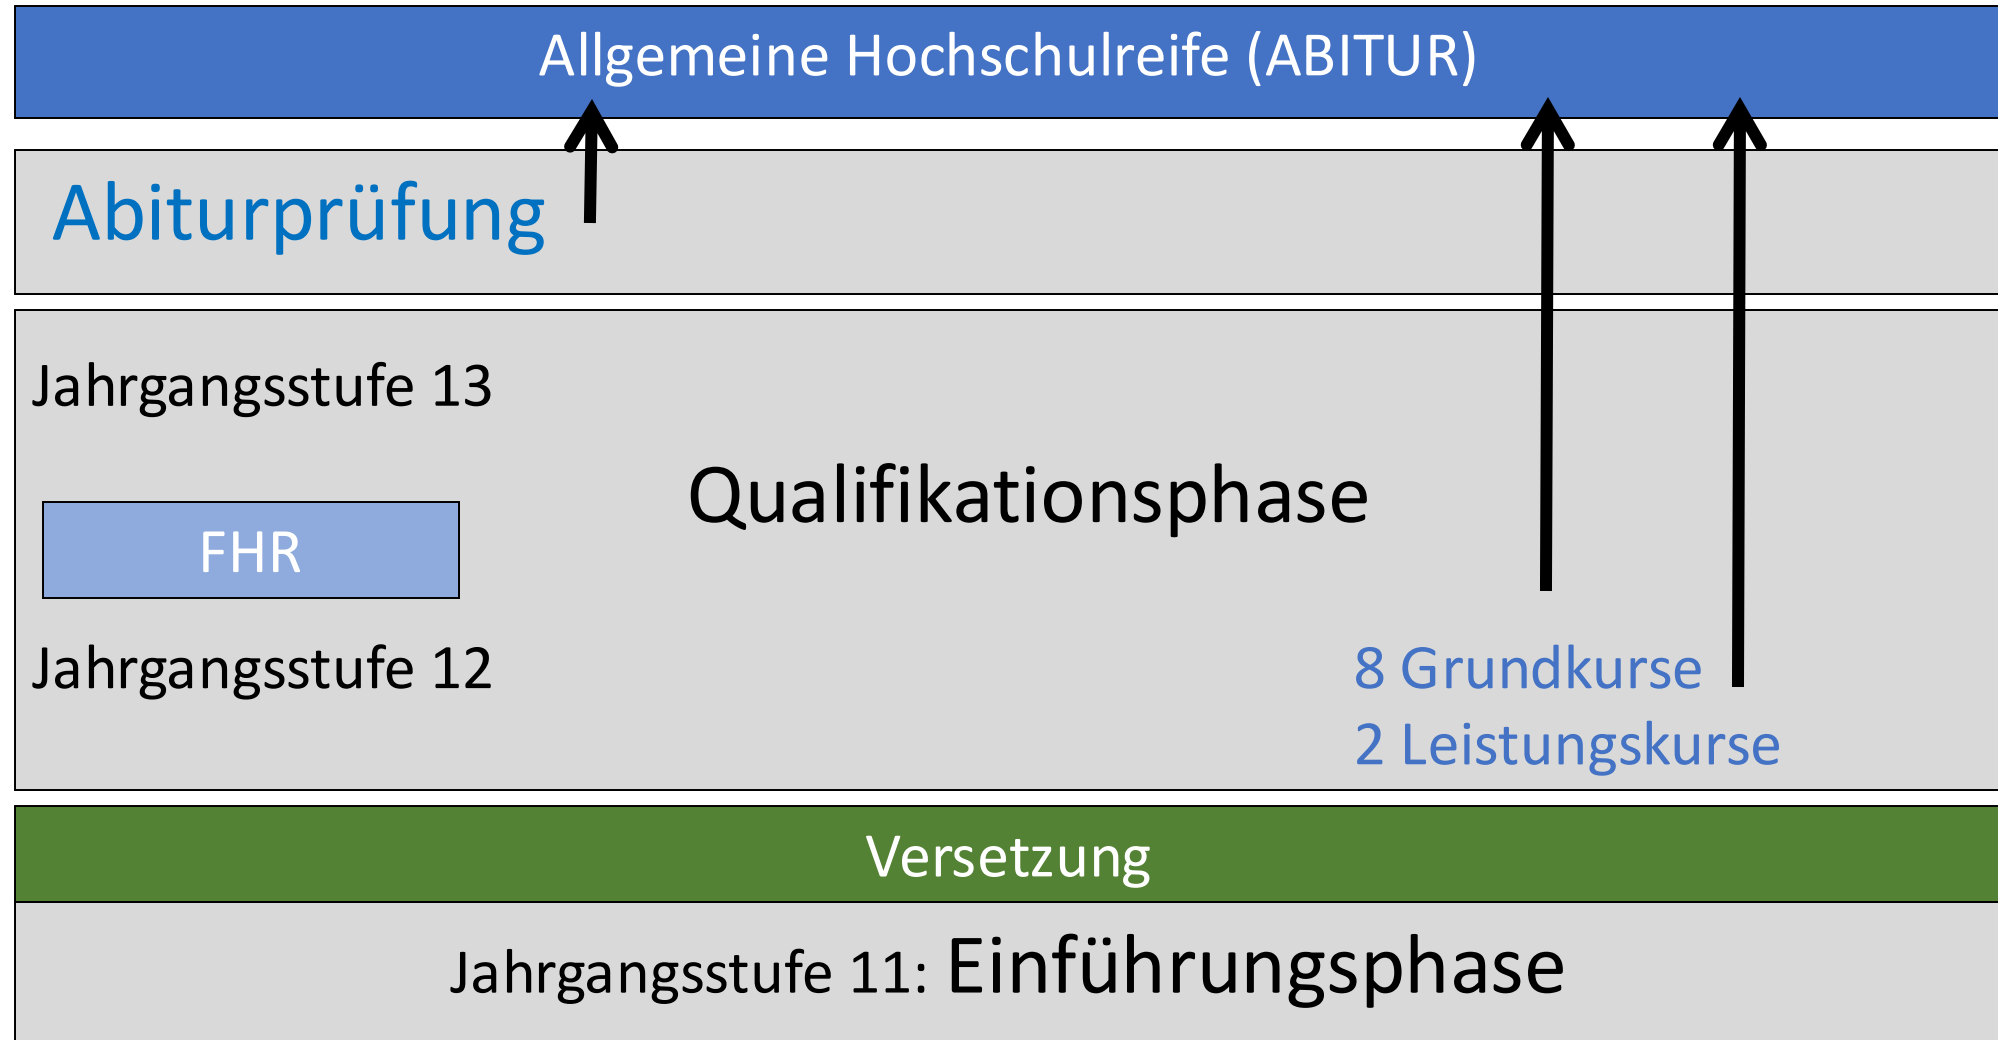 Allgemeine Hochschulreife (ABITUR)
Abiturprüfung
Jahrgangsstufe 13
Qualifikationsphase
FHR
Jahrgangsstufe 12
8 Grundkurse
2 Leistungskurse
Versetzung
Jahrgangsstufe 11: Einführungsphase